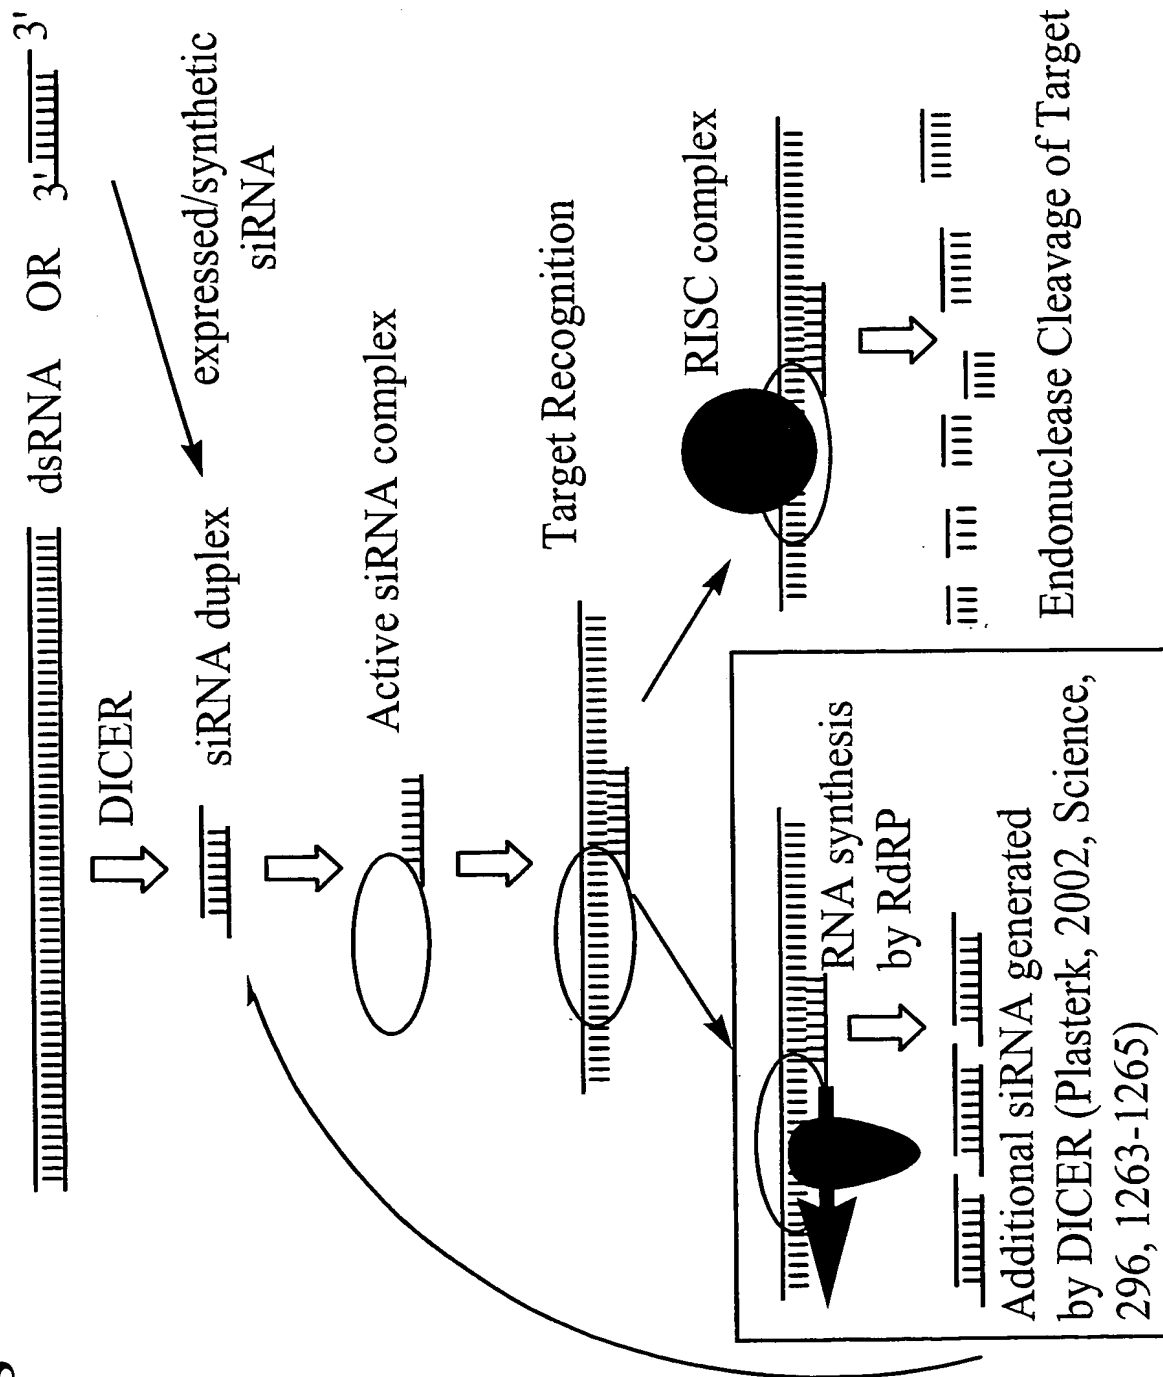 dsRNA OR 3' 3'
DICER
siRNA duplex
expressed/synthetic
siRNA
Active siRNA complex
Target Recognition
RISC complex
RNA synthesis
by RdRP
Additional siRNA generated
by DICER (Plasterk, 2002, Science,
296, 1263-1265)
Endonuclease Cleavage of Target